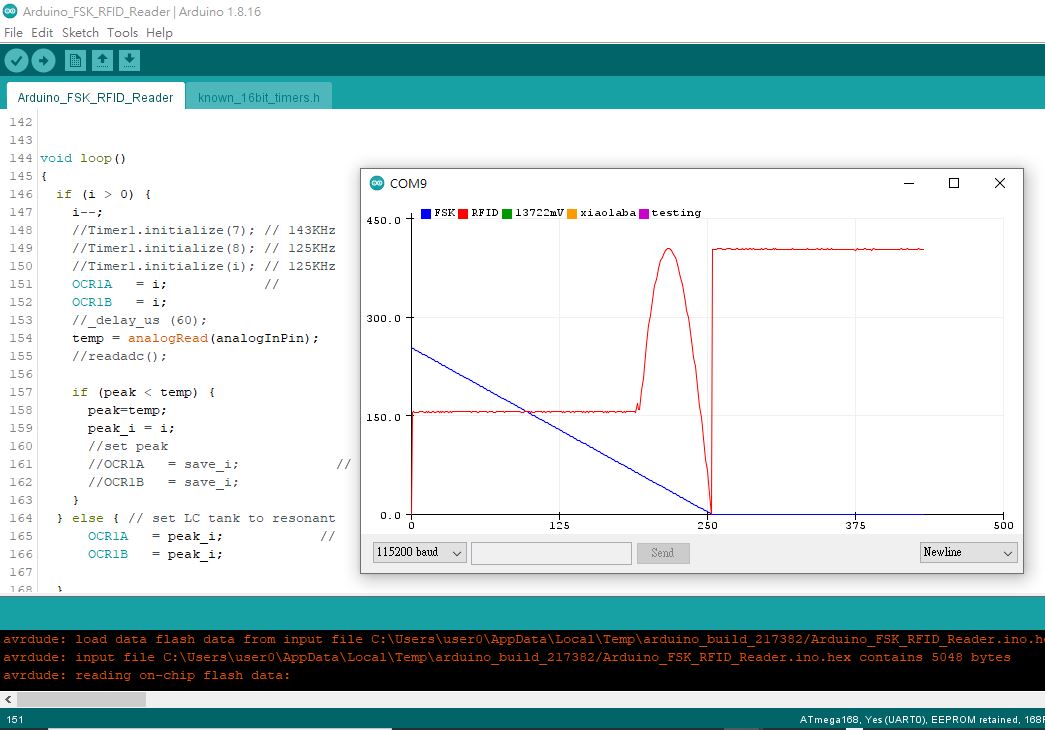 Arduino_FSK_RFID_Reader | Arduino 1.8.16
File Edit Sketch Tools Help
Arduino_FSK_RFID_Reader known_16bit_timers.h
142
143
144 void loop()
145 {
146 if (i > 0) {
147 i--;
148 //Timer1.initialize(7); // 143KHz
149 //Timer1.initialize(8); // 125KHz
150 //Timer1.initialize(i); // 125KHz
151 OCR1A = i; //
152 OCR1B = i;
153 //_delay_us (60);
154 temp = analogRead(analogInPin);
155 //readadc();
156
157 if (peak < temp) {
158 peak=temp;
159 peak_i = i;
160 //set peak
161 //OCR1A = save_i; //
162 //OCR1B = save_i;
163 }
164 } else { // set LC tank to resonant
165 OCR1A = peak_i; //
166 OCR1B = peak_i;
167
168 }
COM9
FSK RFID 13722mV xiaolaba testing
450.0
300.0
150.0
0.0
0 125 250 375 500
115200 baud Send Newline
avrdude: load data flash data from input file C:\Users\user0\AppData\Local\Temp\arduino_build_217382/Arduino_FSK_RFID_Reader.ino.he
avrdude: input file C:\Users\user0\AppData\Local\Temp\arduino_build_217382/Arduino_FSK_RFID_Reader.ino.hex contains 5048 bytes
avrdude: reading on-chip flash data:
151 ATmega168, Yes (UART0), EEPROM retained, 168P